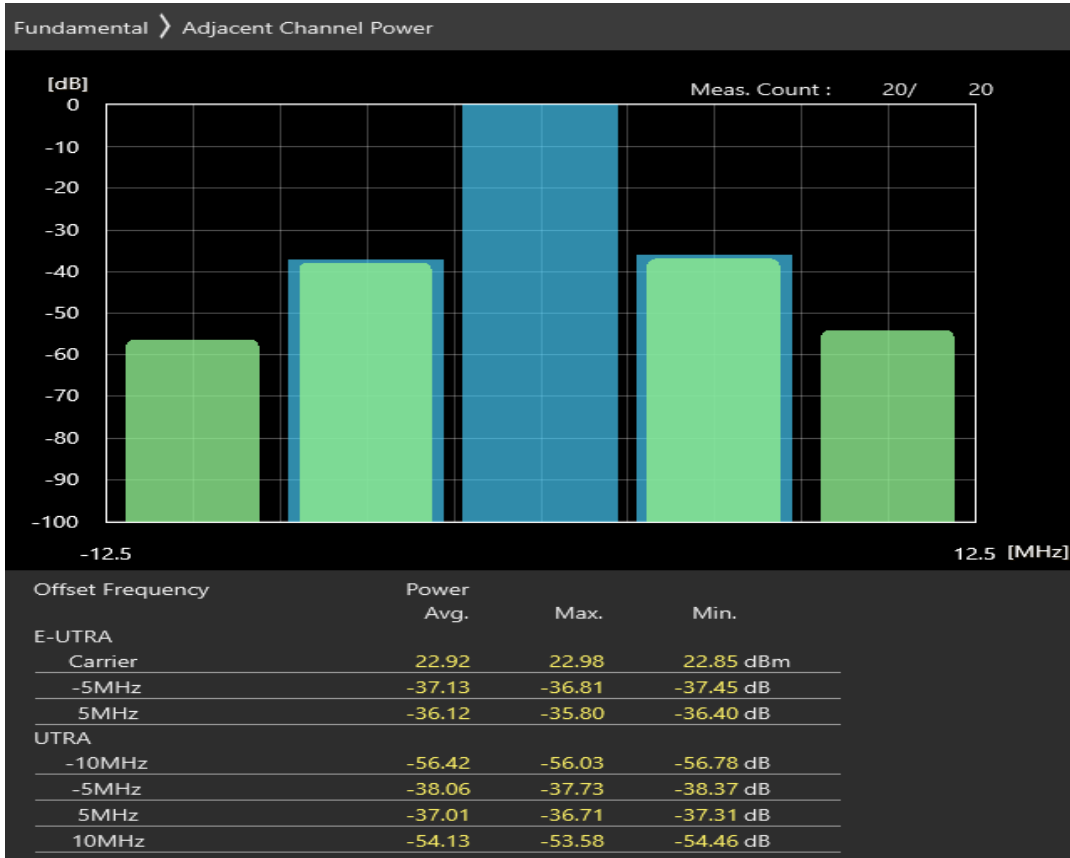 Fundamental 〉 Adjacent Channel Power
[dB]
Meas. Count : 20/ 20
0
-10
-20
-30
-40
-50
-60
-70
-80
-90
-100
-12.5 12.5 [MHz]
Offset Frequency Power
Avg. Max. Min.
E-UTRA
Carrier 22.92 22.98 22.85 dBm
-5MHz -37.13 -36.81 -37.45 dB
5MHz -36.12 -35.80 -36.40 dB
UTRA
-10MHz -56.42 -56.03 -56.78 dB
-5MHz -38.06 -37.73 -38.37 dB
5MHz -37.01 -36.71 -37.31 dB
10MHz -54.13 -53.58 -54.46 dB